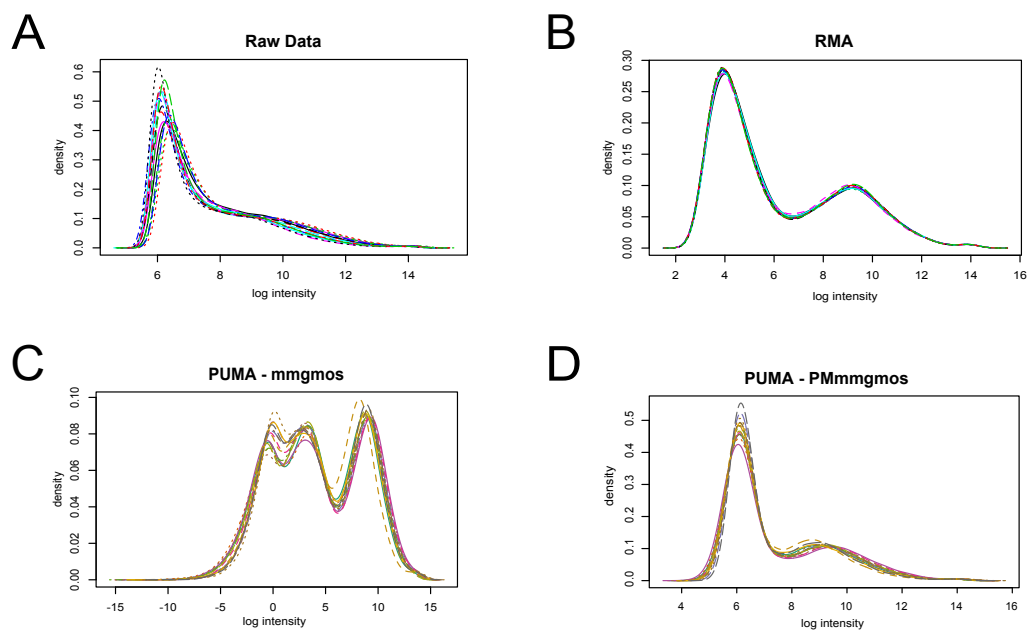 A
Raw Data
density
0.0 0.1 0.2 0.3 0.4 0.5 0.6
6 8 10 12 14
log intensity
B
RMA
density
0.00 0.05 0.10 0.15 0.20 0.25 0.30
2 4 6 8 10 12 14 16
log intensity
C
PUMA - mmgmos
density
0.00 0.02 0.04 0.06 0.08 0.10
-15 -10 -5 0 5 10 15
log intensity
D
PUMA - PMmmgmos
density
0.0 0.1 0.2 0.3 0.4 0.5
4 6 8 10 12 14 16
log intensity